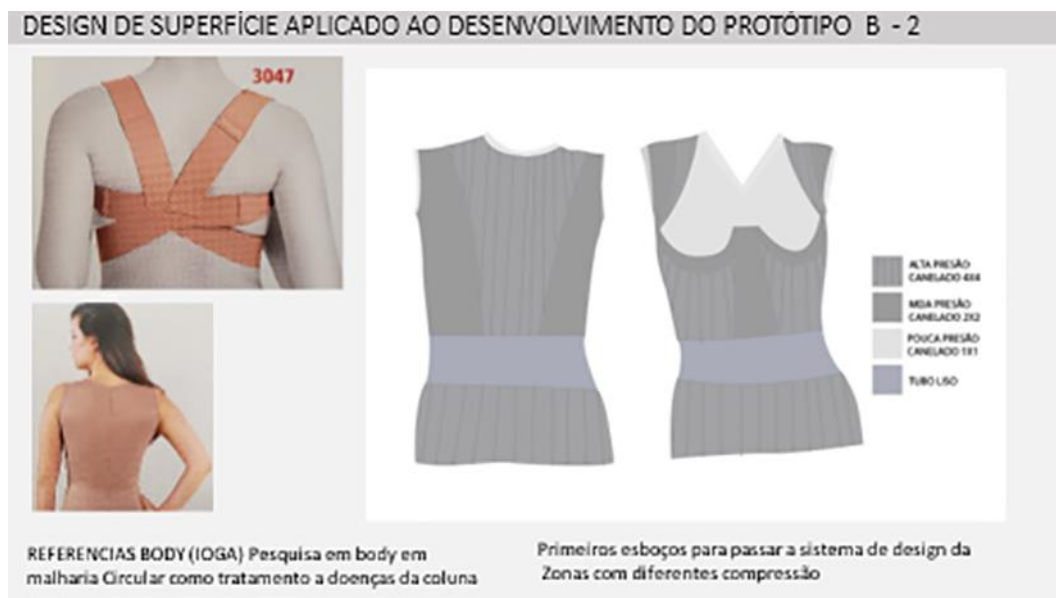 DESIGN DE SUPERFÍCIE APLICADO AO DESENVOLVIMENTO DO PROTÓTIPO B - 2
3047
ALTA PRESÃO
CANELADO 4X4
MDA PRESÃO
CANELADO 2X2
POUCA PRESÃO
CANELADO 1X1
TUBO LISO
REFERENCIAS BODY (IOGA) Pesquisa em body em
malharia Circular como tratamento a doenças da coluna
Primeiros esboços para passar a sistema de design da
Zonas com diferentes compressão